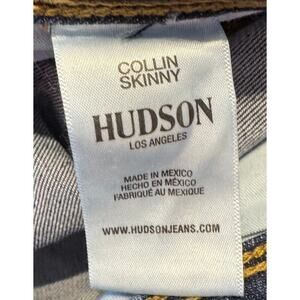 COLLIN
SKINNY
HUDSON
LOS ANGELES
MADE IN MEXICO
HECHO EN MÉXICO
FABRIQUÉ AU MEXIQUE
WWW.HUDSONJEANS.COM